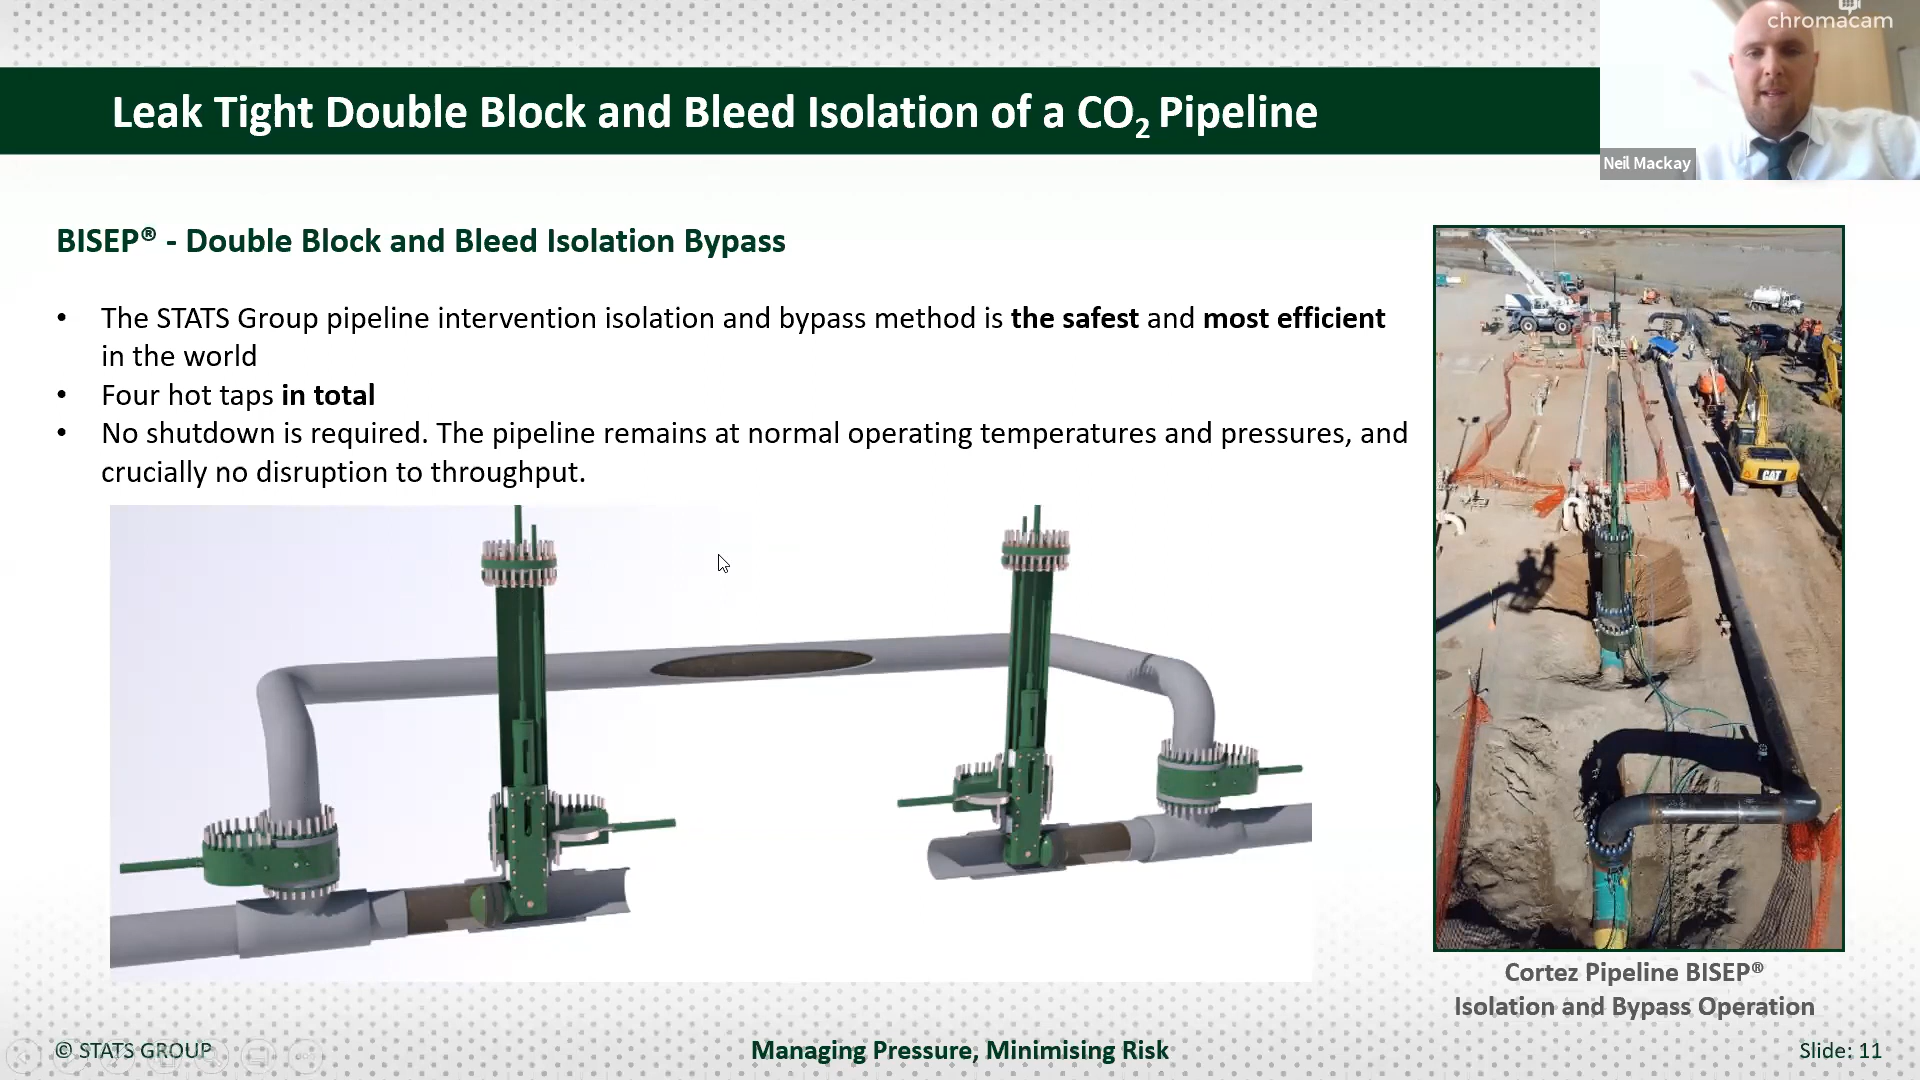 chromacam
Leak Tight Double Block and Bleed Isolation of a CO₂ Pipeline
Neil Mackay
BISEP® - Double Block and Bleed Isolation Bypass
• The STATS Group pipeline intervention isolation and bypass method is the safest and most efficient
in the world
• Four hot taps in total
• No shutdown is required. The pipeline remains at normal operating temperatures and pressures, and
crucially no disruption to throughput.
CAT
Cortez Pipeline BISEP®
Isolation and Bypass Operation
© STATS GROUP
Managing Pressure, Minimising Risk
Slide: 11